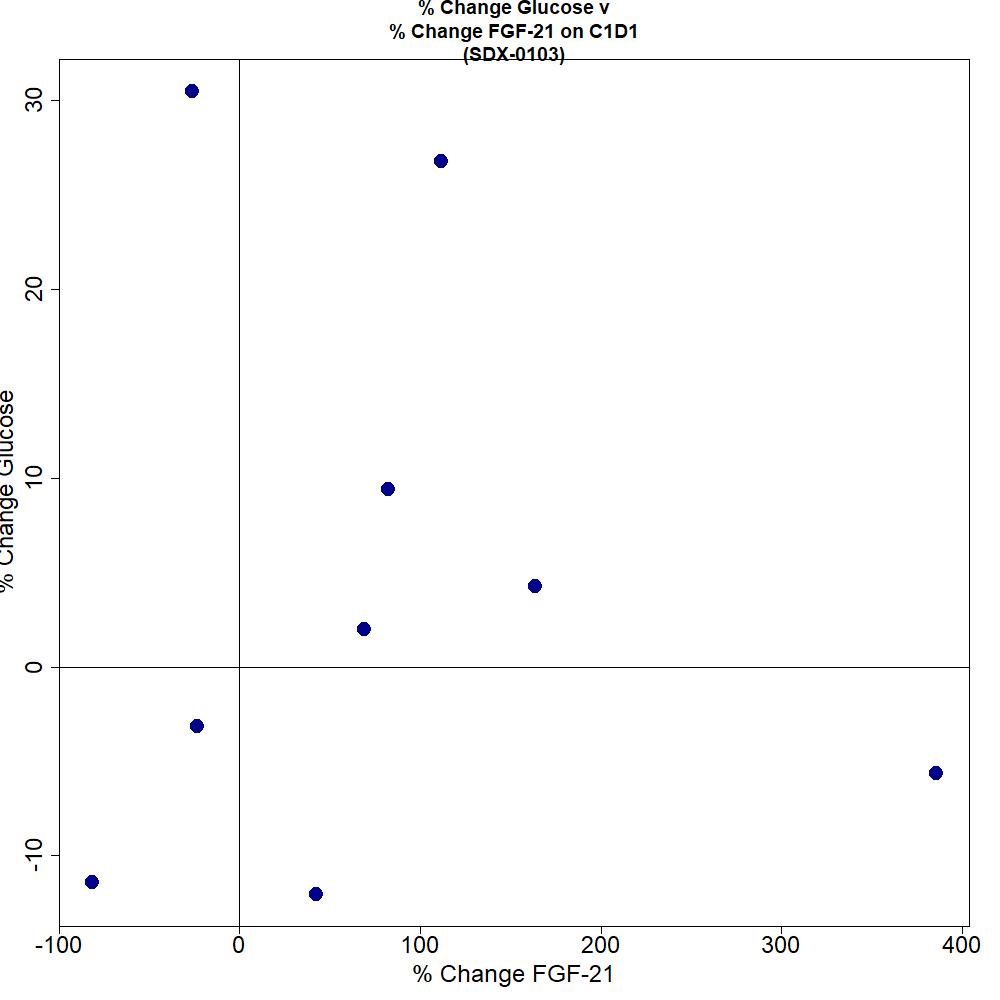 % Change Glucose v
% Change FGF-21 on C1D1
(SDX-0103)
30
20
10
0
-10
% Change Glucose
-100 0 100 200 300 400
% Change FGF-21